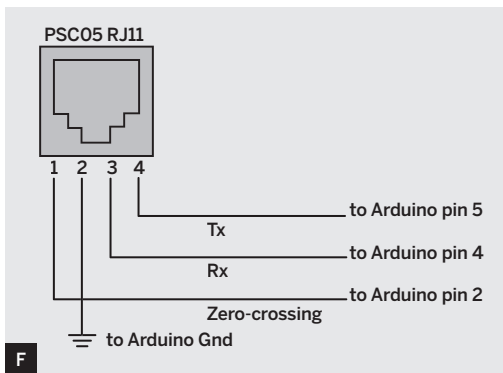 PSC05 RJ11
1 2 3 4
to Arduino pin 5
Tx
to Arduino pin 4
Rx
to Arduino pin 2
Zero-crossing
to Arduino Gnd
F